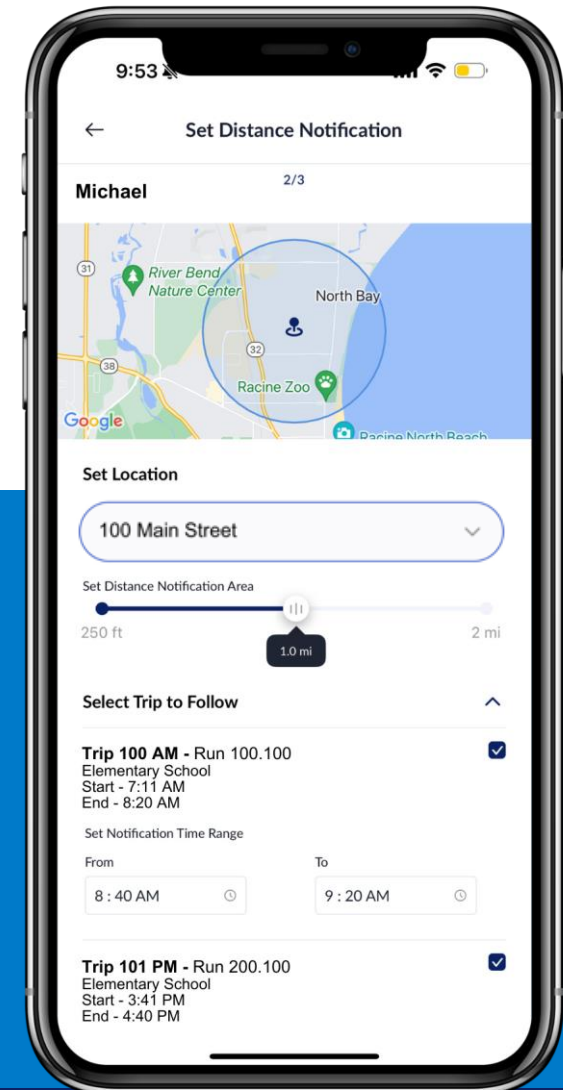 9:53
Set Distance Notification
Michael
2/3
31
River Bend
Nature Center
North Bay
32
38
Racine Zoo
Google
Racine North Beach
Set Location
100 Main Street
Set Distance Notification Area
250 ft
2 mi
1.0 mi
Select Trip to Follow
Trip 100 AM - Run 100.100
Elementary School
Start - 7:11 AM
End - 8:20 AM
Set Notification Time Range
From
To
8 : 40 AM
9 : 20 AM
Trip 101 PM - Run 200.100
Elementary School
Start - 3:41 PM
End - 4:40 PM